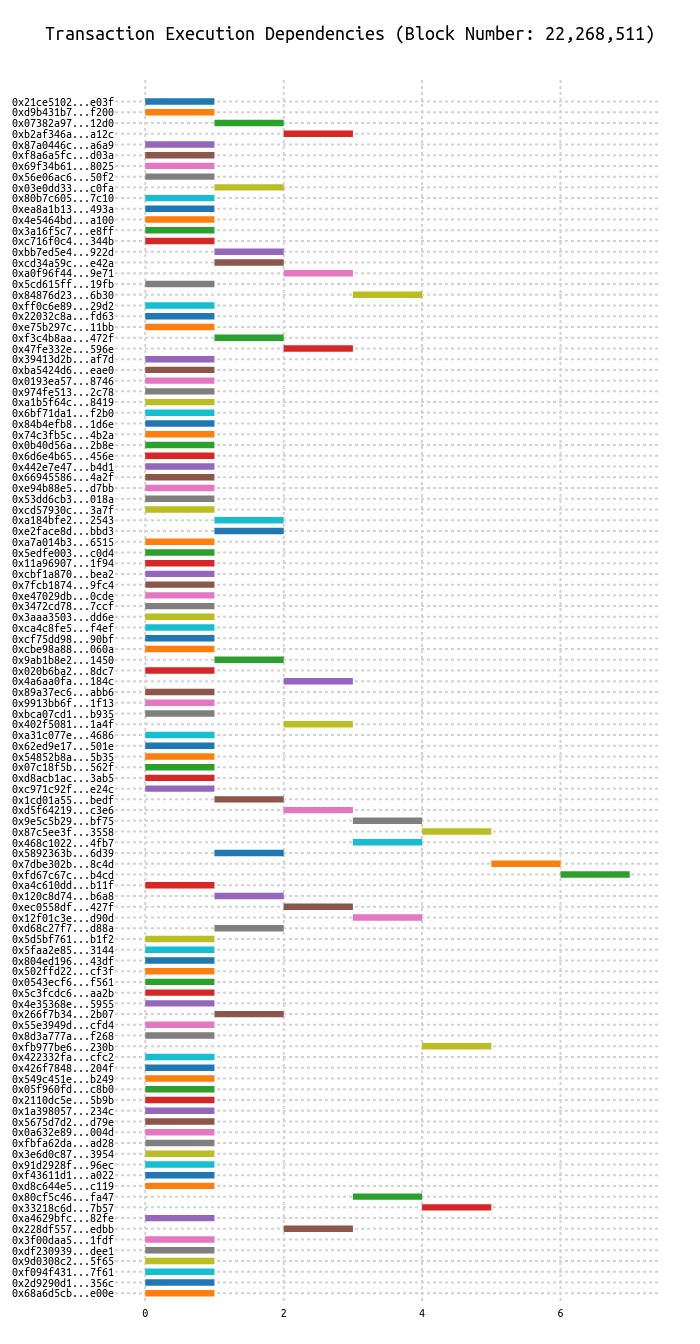 Transaction Execution Dependencies (Block Number: 22,268,511)
0x21ce5102...e03f
0xd9b431b7...f200
0x07382a97...12d0
0xb2af346a...a12c
0x87a0446c...a6a9
0xf8a6a5fc...d03a
0x69f34b61...8025
0x56e06ac6...50f2
0x03e0dd33...c0fa
0x80b7c605...7c10
0xea8a1b13...493a
0x4e5464bd...a100
0x3a16f5c7...e8ff
0xc716f0c4...344b
0xbb7ed5e4...922d
0xcd34a59c...e42a
0xa0f96f44...9e71
0x5cd615ff...19fb
0x84876d23...6b30
0xff0c6e89...29d2
0x22032c8a...fd63
0xe75b297c...11bb
0xf3c4b8aa...472f
0x47fe332e...596e
0x39413d2b...af7d
0xba5424d6...eae0
0x0193ea57...8746
0x974fe513...2c78
0xa1b5f64c...8419
0x6bf71da1...f2b0
0x84b4efb8...1d6e
0x74c3fb5c...4b2a
0x0b40d56a...2b8e
0x6d6e4b65...456e
0x442e7e47...b4d1
0x66945586...4a2f
0xe94b88e5...d7bb
0x53dd6cb3...018a
0xcd57930c...3a7f
0xa184bfe2...2543
0xe2face8d...bbd3
0xa7a014b3...6515
0x5edfe003...c0d4
0x11a96907...1f94
0xcbf1a870...bea2
0x7fcb1874...9fc4
0xe47029db...0cde
0x3472cd78...7ccf
0x3aaa3503...dd6e
0xca4c8fe5...f4ef
0xcf75dd98...90bf
0xcbe98a88...060a
0x9ab1b8e2...1450
0x020b6ba2...8dc7
0x4a6aa0fa...184c
0x89a37ec6...abb6
0x9913bb6f...1f13
0xbca07cd1...b935
0x402f5081...1a4f
0xa31c077e...4686
0x62ed9e17...501e
0x54852b8a...5b35
0x07c18f5b...562f
0xd8acb1ac...3ab5
0xc971c92f...e24c
0x1cd01a55...bedf
0xd5f64219...c3e6
0x9e5c5b29...bf75
0x87c5ee3f...3558
0x468c1022...4fb7
0x5892363b...6d39
0x7dbe302b...8c4d
0xfd67c67c...b4cd
0xa4c610dd...b11f
0x120c8d74...b6a8
0xec0558df...427f
0x12f01c3e...d90d
0xd68c27f7...d88a
0x5d5bf761...b1f2
0x5faa2e85...3144
0x804ed196...43df
0x502ffd22...cf3f
0x0543ecf6...f561
0x5c3fcdc6...aa2b
0x4e35368e...5955
0x266f7b34...2b07
0x55e3949d...cfd4
0x8d3a777a...f268
0xfb977be6...230b
0x422332fa...cfc2
0x426f7848...204f
0x549c451e...b249
0x05f960fd...c8b0
0x2110dc5e...5b9b
0x1a398057...234c
0x5675d7d2...d79e
0x0a632e89...004d
0xfbfa62da...ad28
0x3e6d0c87...3954
0x91d2928f...96ec
0xf43611d1...a022
0xd8c644e5...c119
0x80cf5c46...fa47
0x33218c6d...7b57
0xa4629bfc...82fe
0x228df557...edbb
0x3f00daa5...1fdf
0xdf230939...dee1
0x9d0308c2...5f65
0xf094f431...7f61
0x2d9290d1...356c
0x68a6d5cb...e00e
0 2 4 6